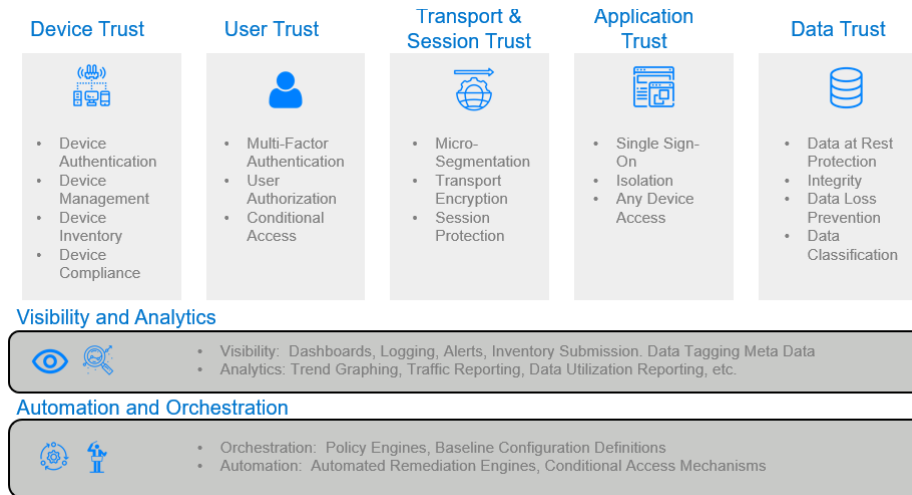 Device Trust
User Trust
Transport &
Session Trust
Application
Trust
Data Trust
• Device
Authentication
• Device
Management
• Device
Inventory
• Device
Compliance
• Multi-Factor
Authentication
• User
Authorization
• Conditional
Access
• Micro-
Segmentation
• Transport
Encryption
• Session
Protection
• Single Sign-
On
• Isolation
• Any Device
Access
• Data at Rest
Protection
• Integrity
• Data Loss
Prevention
• Data
Classification
Visibility and Analytics
• Visibility: Dashboards, Logging, Alerts, Inventory Submission. Data Tagging Meta Data
• Analytics: Trend Graphing, Traffic Reporting, Data Utilization Reporting, etc.
Automation and Orchestration
• Orchestration: Policy Engines, Baseline Configuration Definitions
• Automation: Automated Remediation Engines, Conditional Access Mechanisms